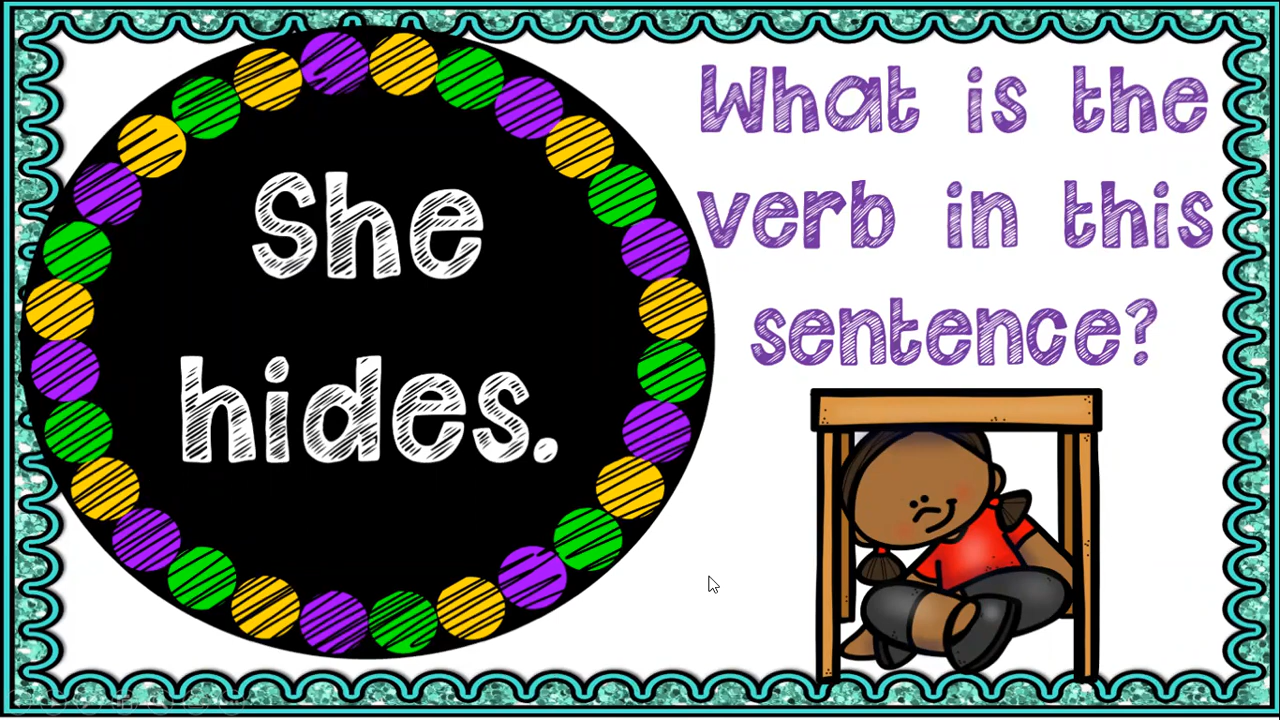 She
hides.
What is the
verb in this
sentence?